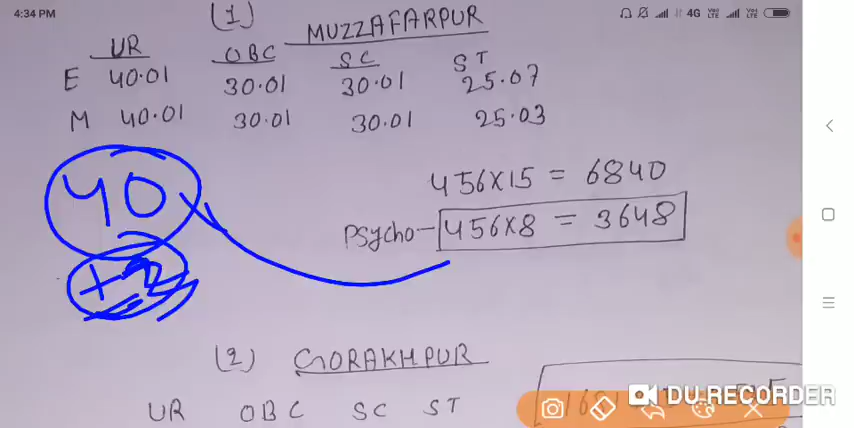 4:34 PM 4G VoLTE VoLTE
(1) MUZZAFARPUR
UR OBC SC ST
E 40.01 30.01 30.01 25.07
M 40.01 30.01 30.01 25.03
40
456X15 = 6840
Psycho- 456X8 = 3648
+
(2) GORAKHPUR
DU RECORDER
UR OBC SC ST